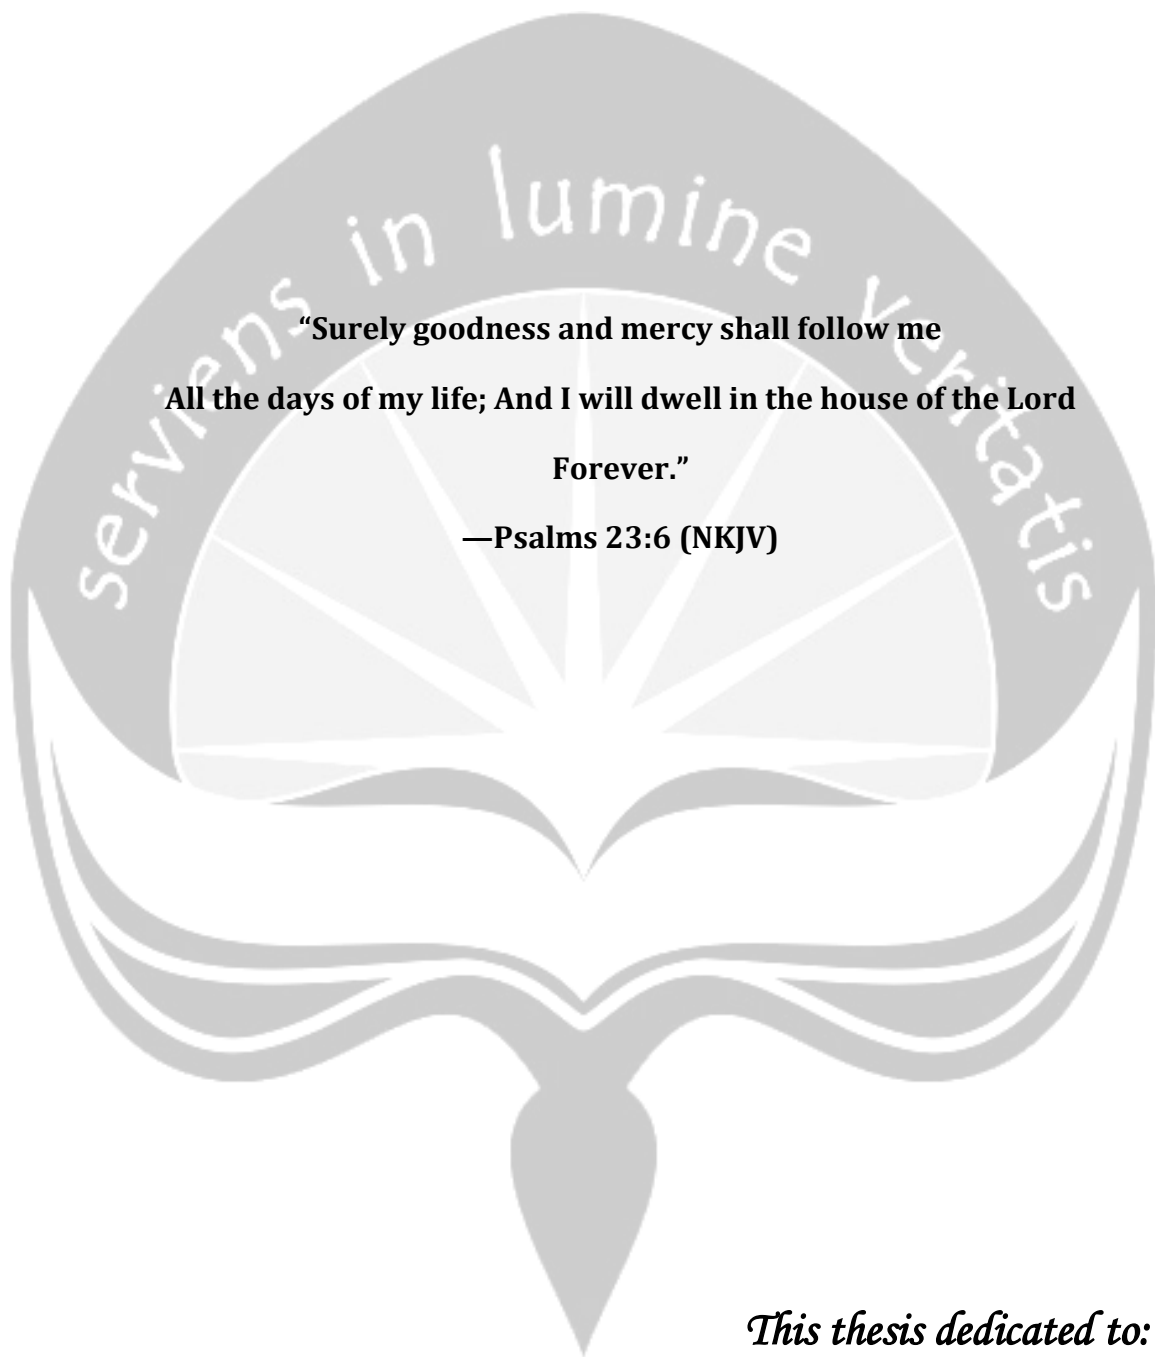 serviens in lumine veritatis
“Surely goodness and mercy shall follow me
All the days of my life; And I will dwell in the house of the Lord
Forever.”
—Psalms 23:6 (NKJV)
This thesis dedicated to: